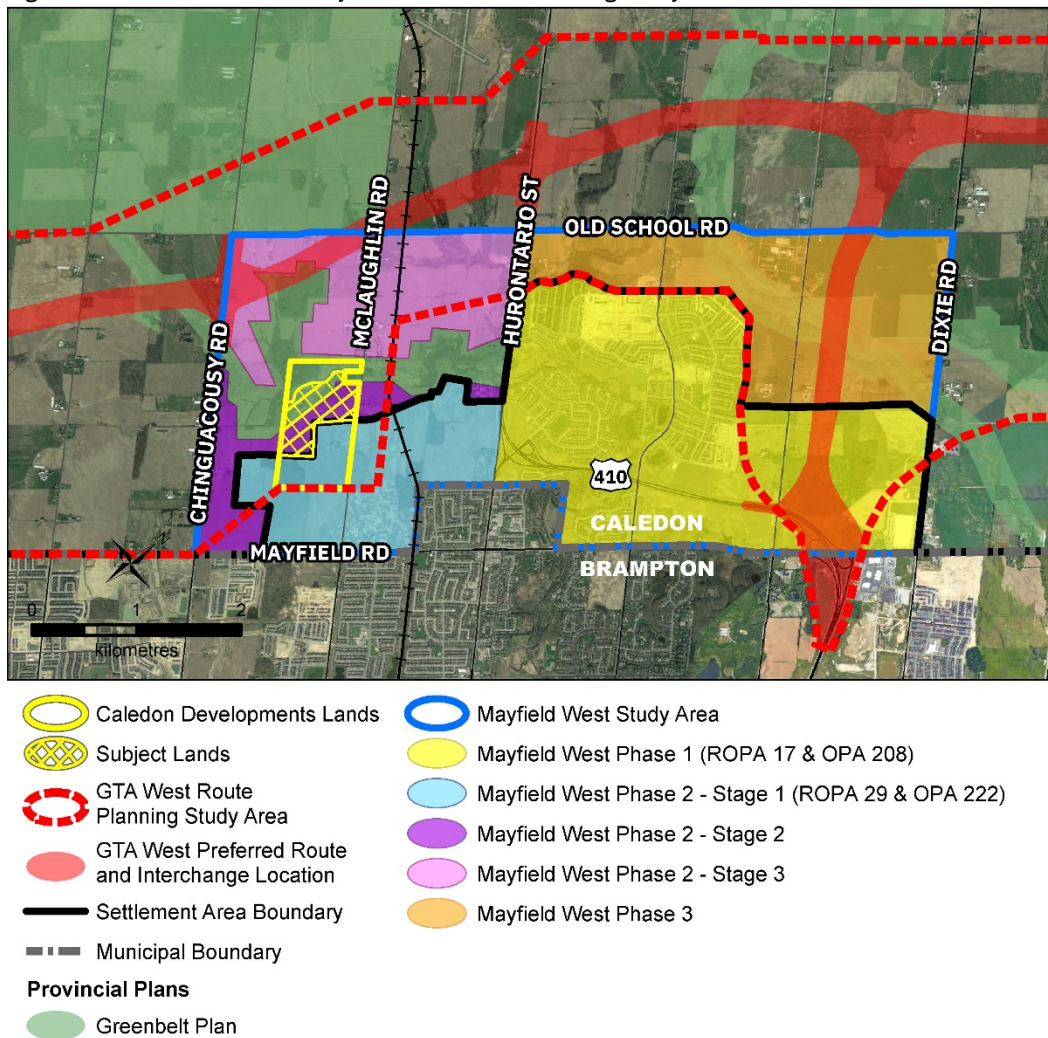 OLD SCHOOL RD
MCLAUGHLIN RD
HURONTARIO ST
CHINGUACOUSY RD
DIXIE RD
410
CALEDON
MAYFIELD RD
BRAMPTON
Z
0 1 2
kilometres
Caledon Developments Lands
Subject Lands
GTA West Route
Planning Study Area
GTA West Preferred Route
and Interchange Location
Settlement Area Boundary
Municipal Boundary
Provincial Plans
Greenbelt Plan
Mayfield West Study Area
Mayfield West Phase 1 (ROPA 17 & OPA 208)
Mayfield West Phase 2 - Stage 1 (ROPA 29 & OPA 222)
Mayfield West Phase 2 - Stage 2
Mayfield West Phase 2 - Stage 3
Mayfield West Phase 3